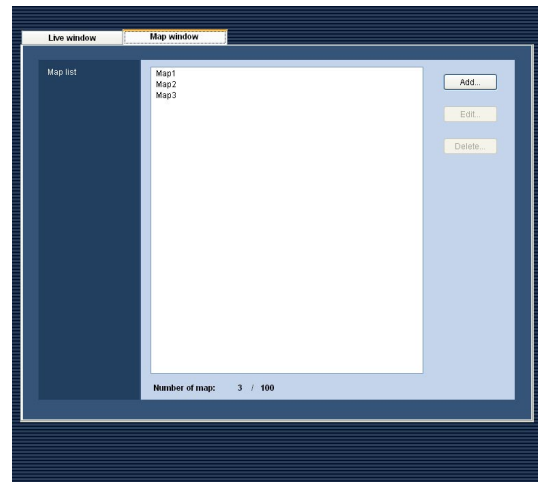 Live window Map window
Map list
Map1
Map2
Map3
Add...
Edit...
Delete...
Number of map: 3 / 100